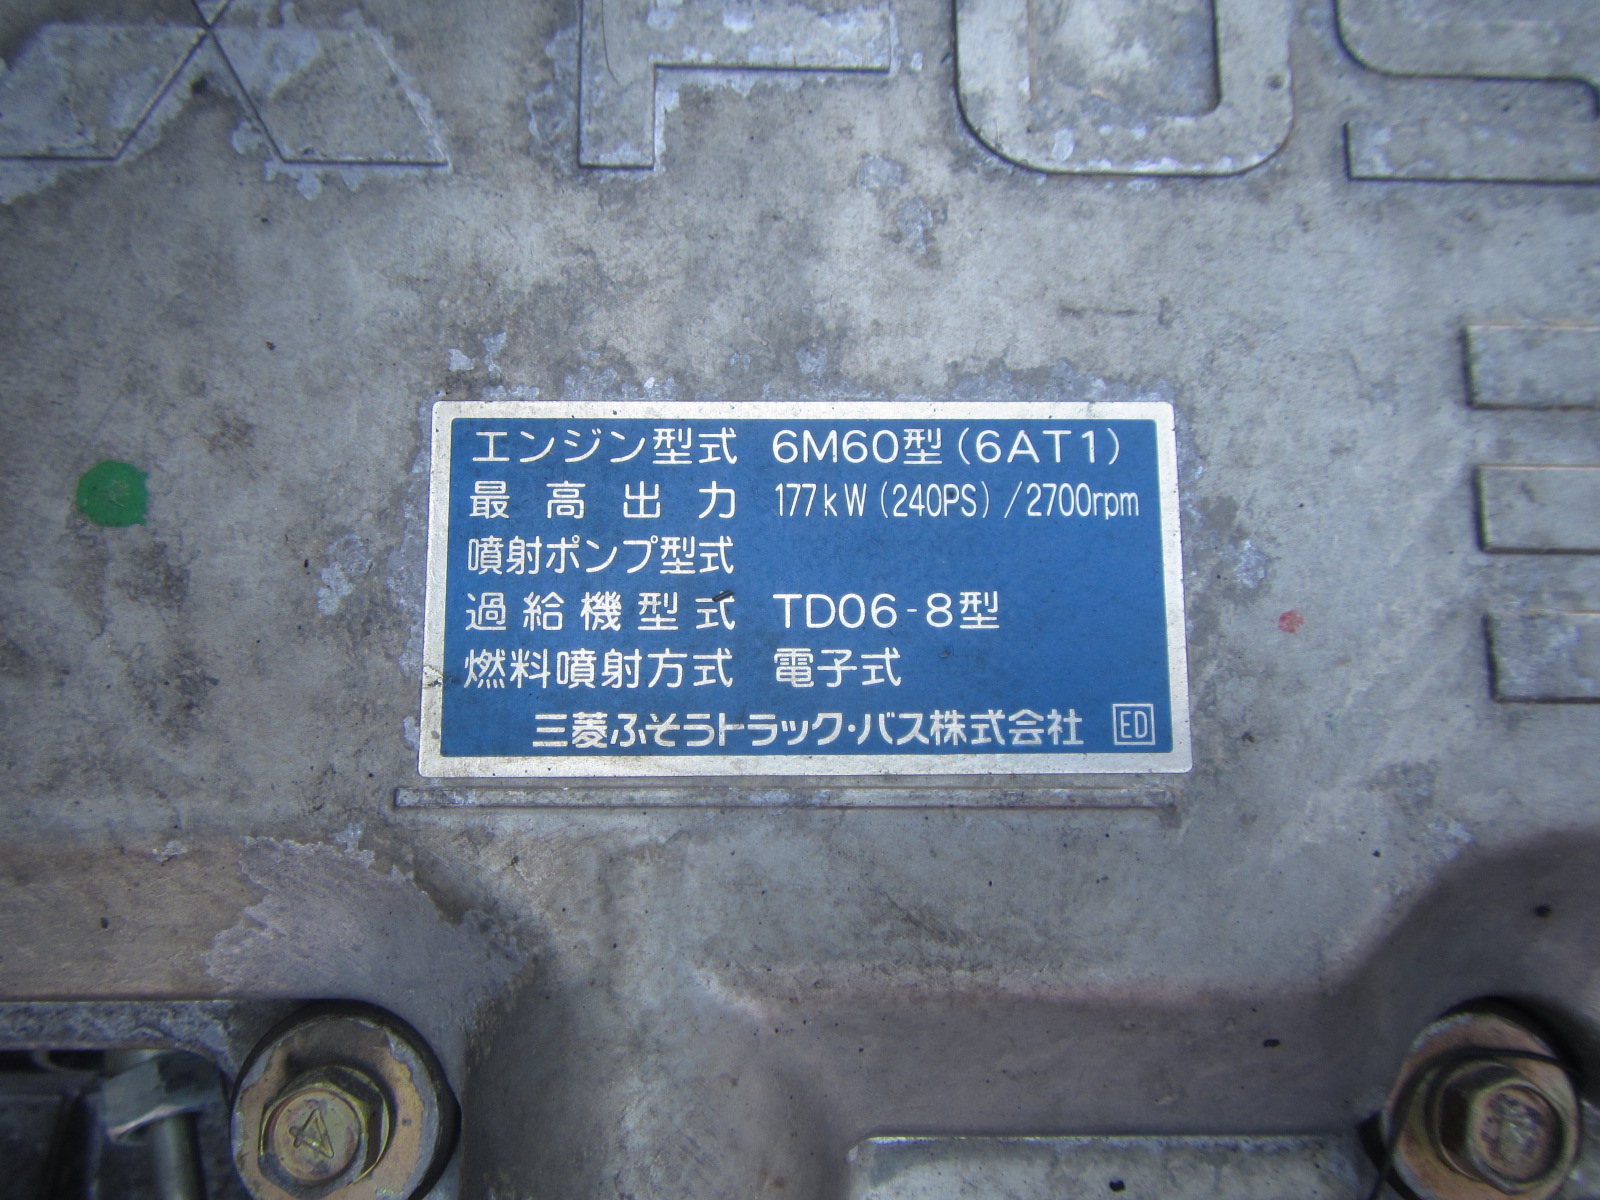 エンジン型式 6M60型(6AT1)
最高出力 177kW(240PS)/2700rpm
噴射ポンプ型式
過給機型式 TD06-8型
燃料噴射方式 電子式
三菱ふそうトラック・バス株式会社 ED